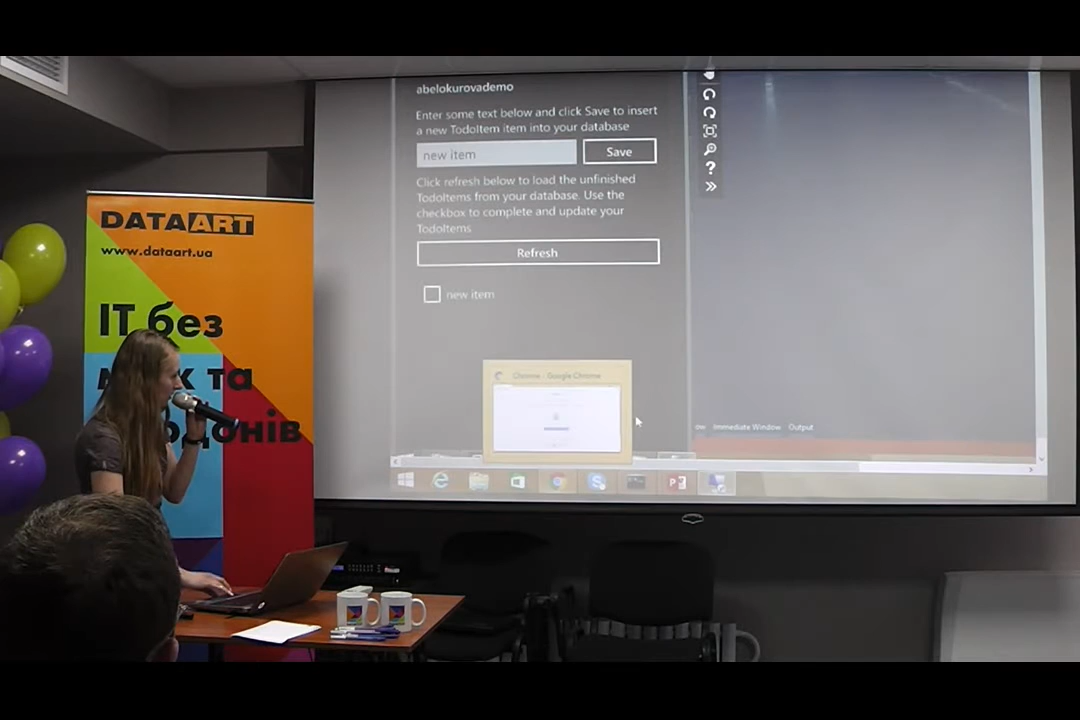 abelokurovademo
Enter some text below and click Save to insert
a new TodoItem item into your database
new item
Save
Click refresh below to load the unfinished
TodoItems from your database. Use the
checkbox to complete and update your
TodoItems
Refresh
new item
Chrome - Google Chrome
Immediate Window
Output
DATAART
www.dataart.ua
ІТ без
та